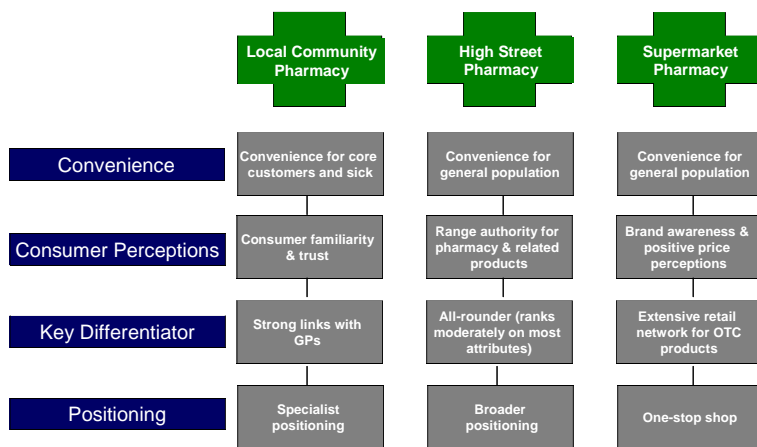 Local Community
Pharmacy
High Street
Pharmacy
Supermarket
Pharmacy
Convenience
Convenience for core
customers and sick
Convenience for
general population
Convenience for
general population
Consumer Perceptions
Consumer familiarity
& trust
Range authority for
pharmacy & related
products
Brand awareness &
positive price
perceptions
Key Differentiator
Strong links with
GPs
All-rounder (ranks
moderately on most
attributes)
Extensive retail
network for OTC
products
Positioning
Specialist
positioning
Broader
positioning
One-stop shop